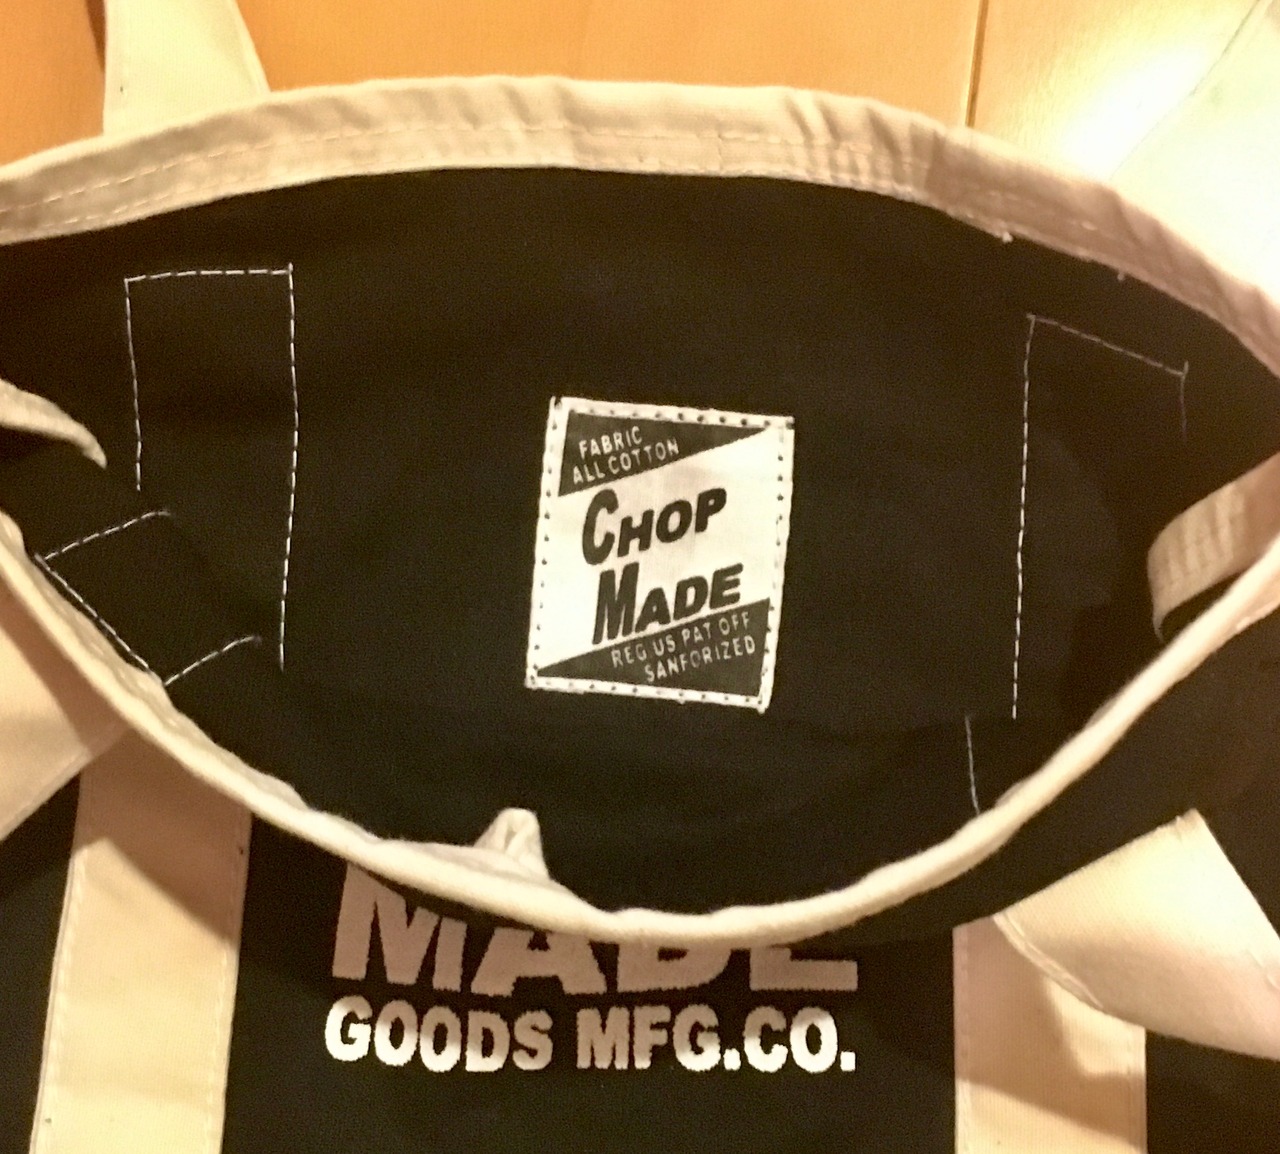 FABRIC
ALL COTTON
CHOP
MADE
REG US PAT OFF
SANFORIZED
MADE
GOODS MFG.CO.